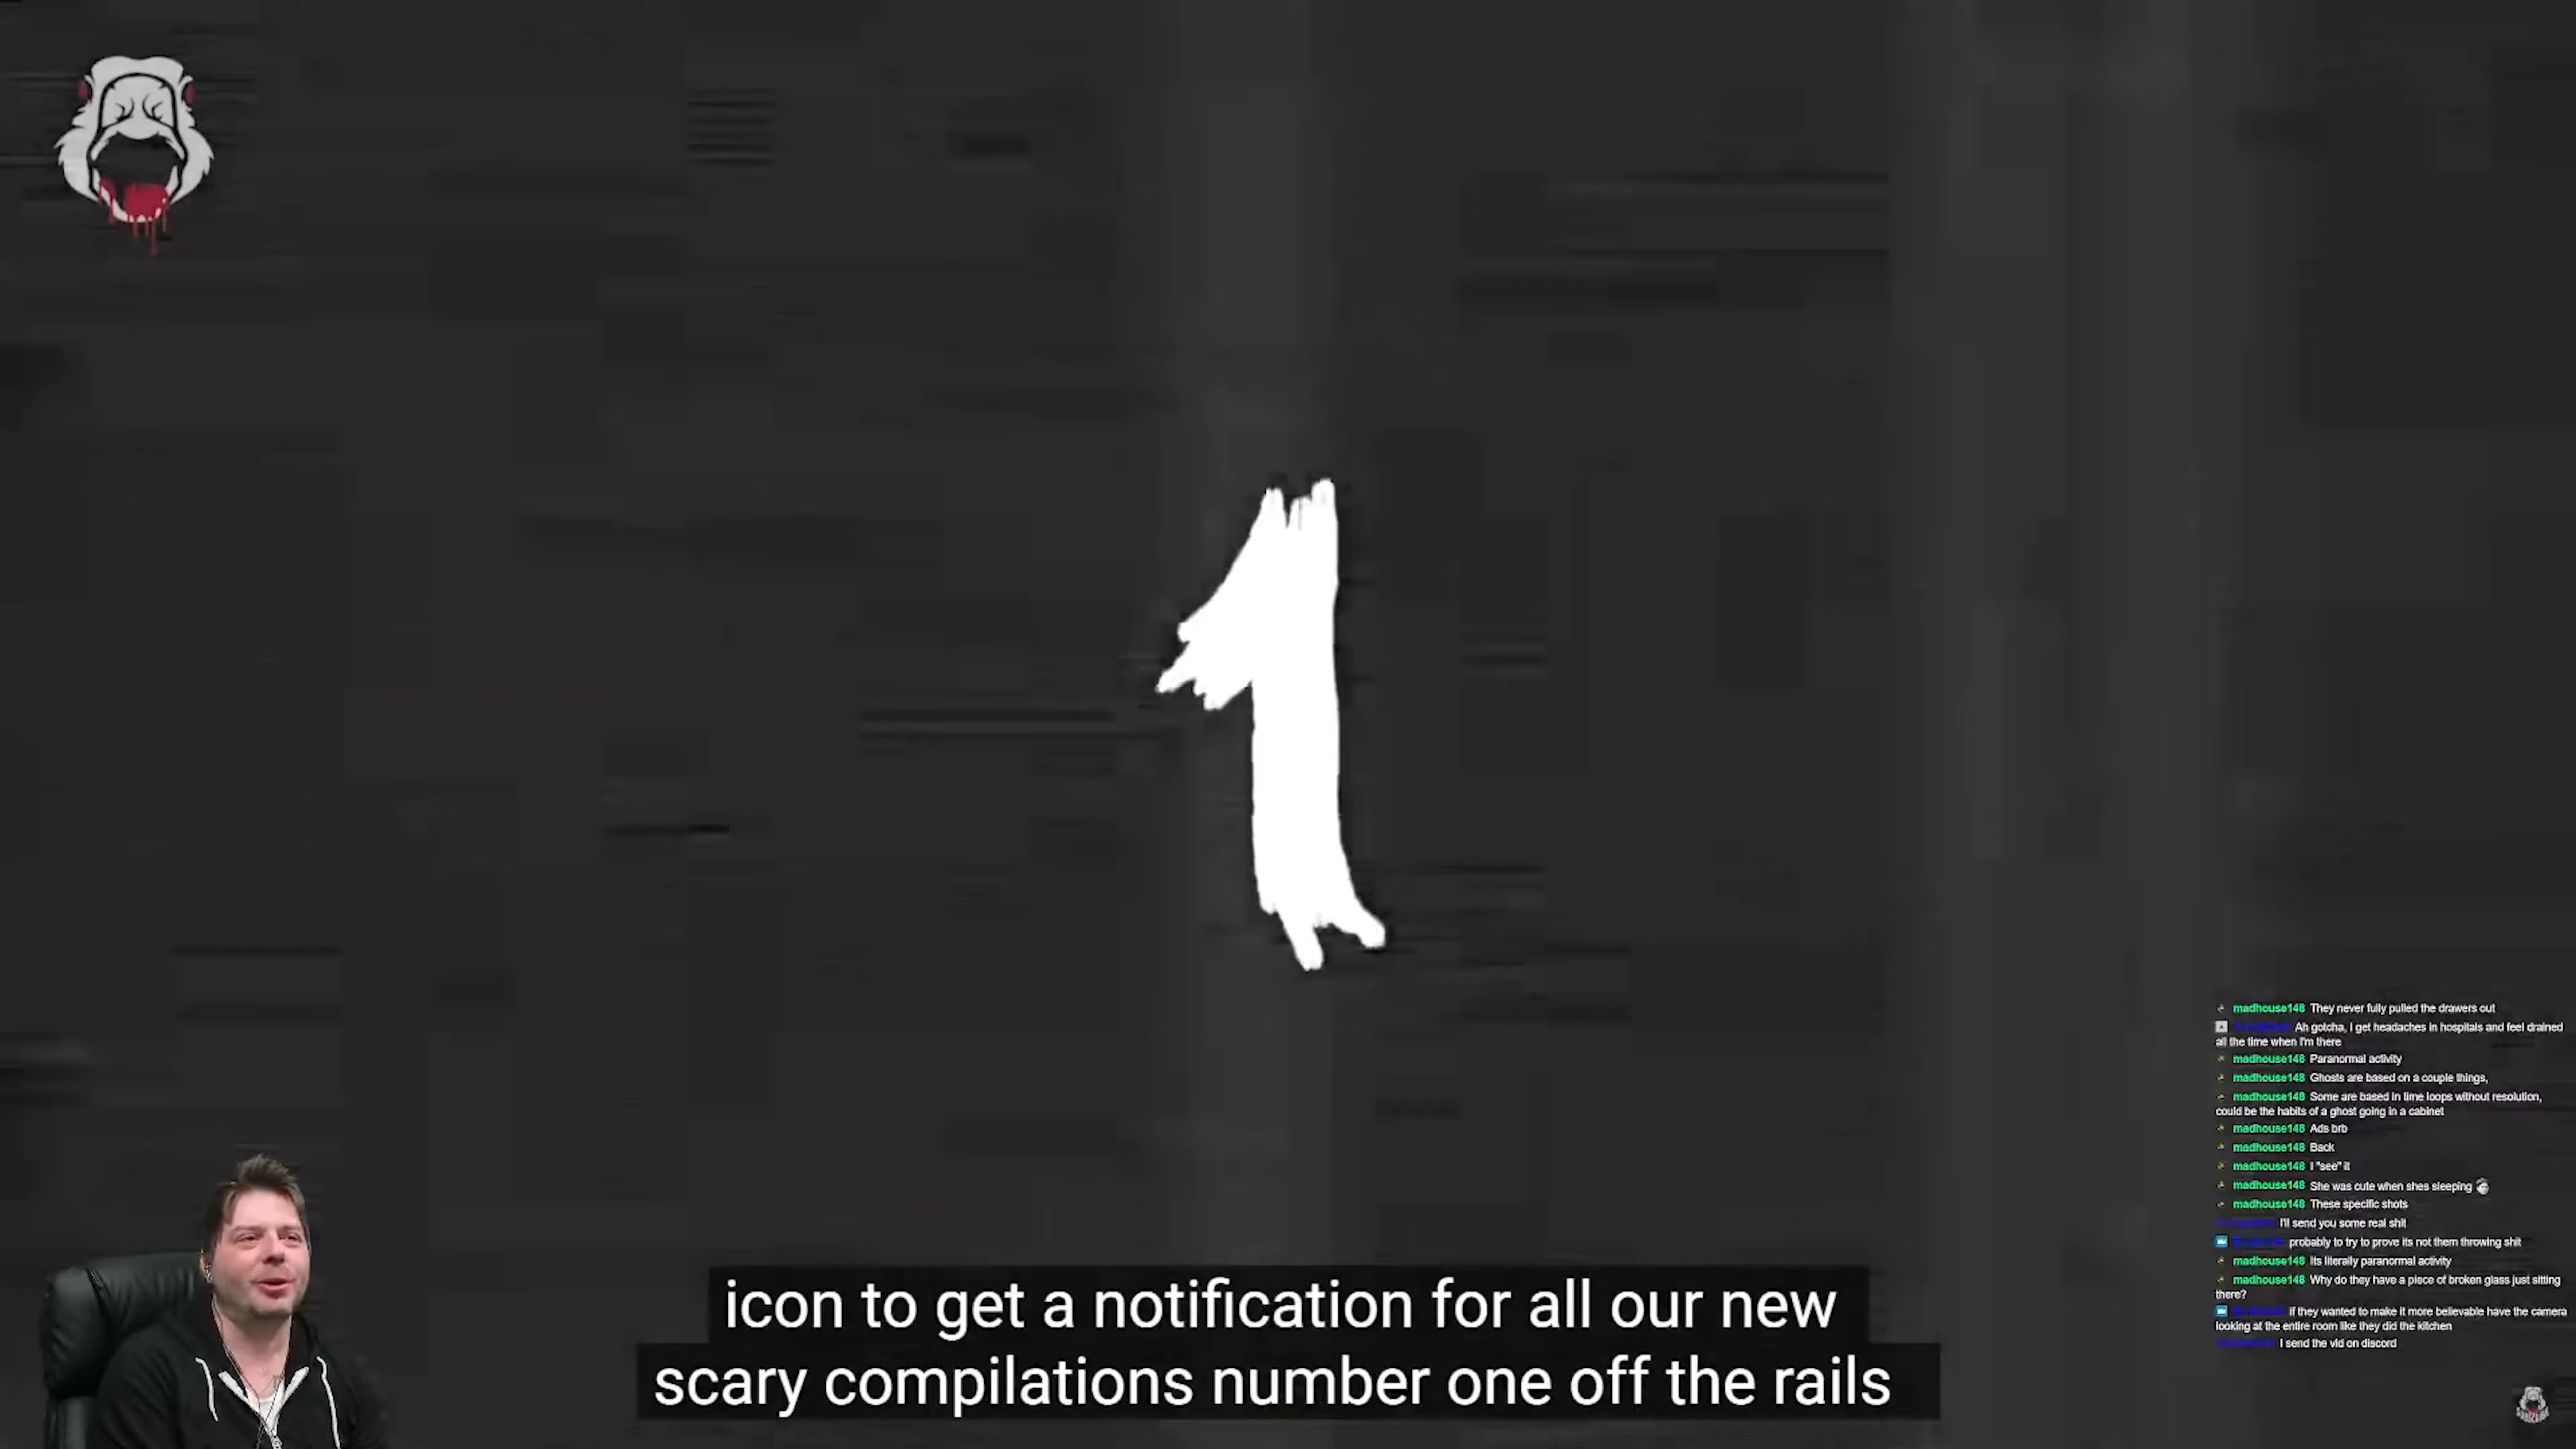 1
madhouse148 They never fully pulled the drawers out
Ah gotcha, I get headaches in hospitals and feel drained
all the time when I'm there
madhouse148 Paranormal activity
madhouse148 Ghosts are based on a couple things,
madhouse148 Some are based in time loops without resolution,
could be the habits of a ghost going in a cabinet
madhouse148 Ads brb
madhouse148 Back
madhouse148 I "see" it
madhouse148 She was cute when shes sleeping
madhouse148 These specific shots
I'll send you some real shit
probably to try to prove its not them throwing shit
madhouse148 Its literally paranormal activity
madhouse148 Why do they have a piece of broken glass just sitting
there?
if they wanted to make it more believable have the camera
looking at the entire room like they did the kitchen
I send the vid on discord
icon to get a notification for all our new
scary compilations number one off the rails